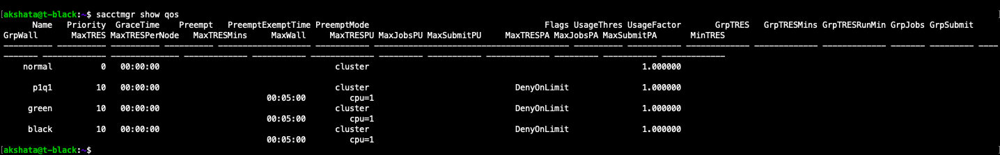 [akshata@t-black:~$ sacctmgr show qos
Name Priority GraceTime Preempt PreemptExemptTime PreemptMode Flags UsageThres UsageFactor GrpTRES GrpTRESMins GrpTRESRunMin GrpJobs GrpSubmit
GrpWall MaxTRES MaxTRESPerNode MaxTRESMins MaxWall MaxTRESPU MaxJobsPU MaxSubmitPU MaxTRESPA MaxJobsPA MaxSubmitPA MinTRES
---------- ---------- ---------- ---------- ------------------- ----------- ---------------------------------------- ---------- ----------- ------------- ------------- ------------- ------- --------- ----
------- ------------- -------------- ------------- ----------- ------------- --------- ----------- ------------- --------- ----------- -------------
normal 0 00:00:00 cluster 1.000000
p1q1 10 00:00:00 cluster DenyOnLimit 1.000000
00:05:00 cpu=1
green 10 00:00:00 cluster DenyOnLimit 1.000000
00:05:00 cpu=1
black 10 00:00:00 cluster DenyOnLimit 1.000000
00:05:00 cpu=1
[akshata@t-black:~$